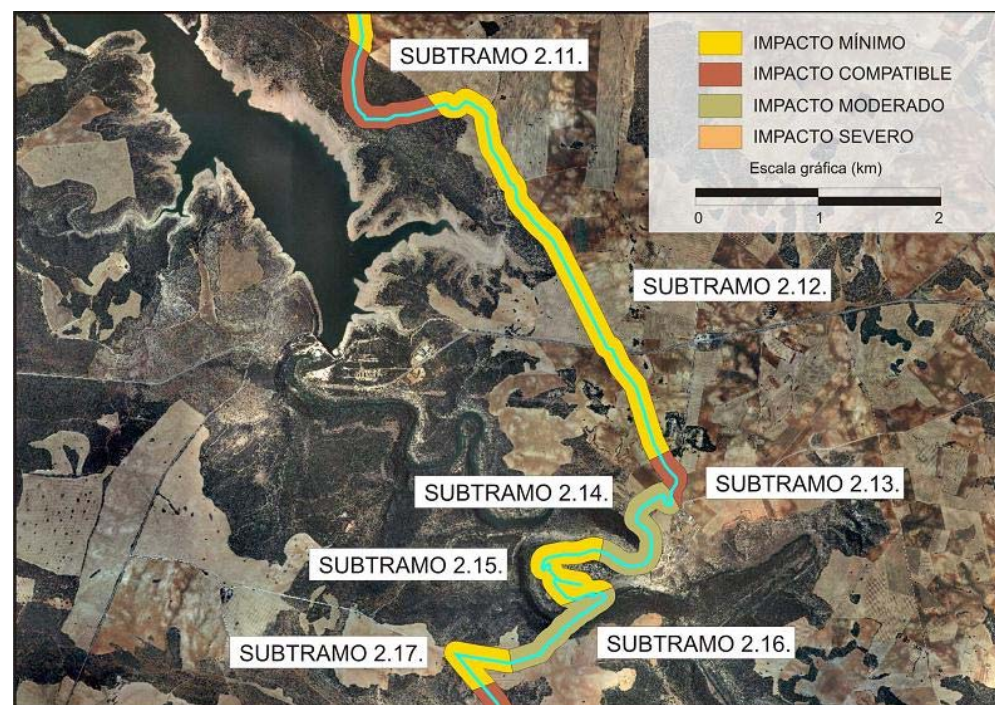 SUBTRAMO 2.11.
IMPACTO MÍNIMO
IMPACTO COMPATIBLE
IMPACTO MODERADO
IMPACTO SEVERO
Escala gráfica (km)
0 1 2
SUBTRAMO 2.12.
SUBTRAMO 2.14.
SUBTRAMO 2.13.
SUBTRAMO 2.15.
SUBTRAMO 2.16.
SUBTRAMO 2.17.